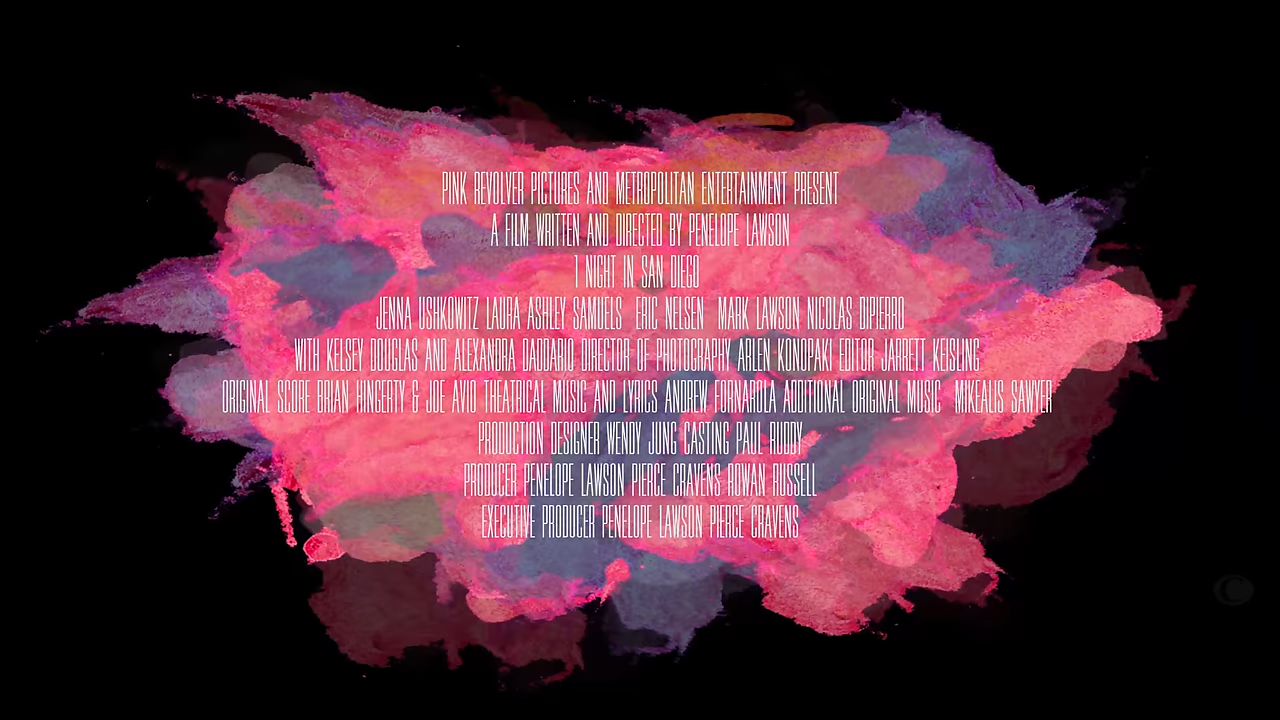 PINK REVOLVER PICTURES AND METROPOLITAN ENTERTAINMENT PRESENT
A FILM WRITTEN AND DIRECTED BY PENELOPE LAWSON
1 NIGHT IN SAN DIEGO
JENNA USHKOWITZ LAURA ASHLEY SAMUELS ERIC NELSEN MARK LAWSON NICOLAS DIPIERRO
WITH KELSEY DOUGLAS AND ALEXANDRA DADDARIO DIRECTOR OF PHOTOGRAPHY ARLEN KONOPAKI EDITOR JARRETT KEISLING
ORIGINAL SCORE BRIAN HINGERTY & JOE AVIO THEATRICAL MUSIC AND LYRICS ANDREW FORNAROLA ADDITIONAL ORIGINAL MUSIC MIKEALIS SAWYER
PRODUCTION DESIGNER WENDY JUNG CASTING PAUL RUDDY
PRODUCER PENELOPE LAWSON PIERCE CRAVENS ROWAN RUSSELL
EXECUTIVE PRODUCER PENELOPE LAWSON PIERCE CRAVENS